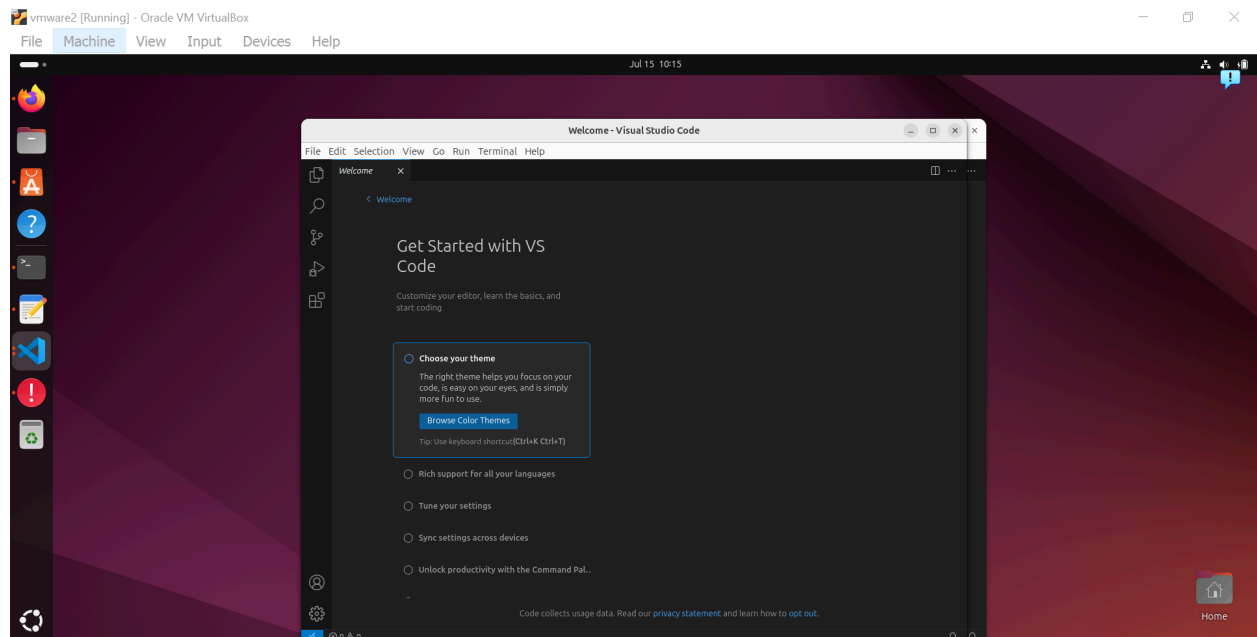 vmware2 [Running] - Oracle VM VirtualBox
File Machine View Input Devices Help
Jul 15 10:15
Welcome - Visual Studio Code
File Edit Selection View Go Run Terminal Help
Welcome
< Welcome
Get Started with VS
Code
Customize your editor, learn the basics, and
start coding
Choose your theme
The right theme helps you focus on your
code, is easy on your eyes, and is simply
more fun to use.
Browse Color Themes
Tip: Use keyboard shortcut(Ctrl+K Ctrl+T)
Rich support for all your languages
Tune your settings
Sync settings across devices
Unlock productivity with the Command Pal..
Code collects usage data. Read our privacy statement and learn how to opt out.
Home